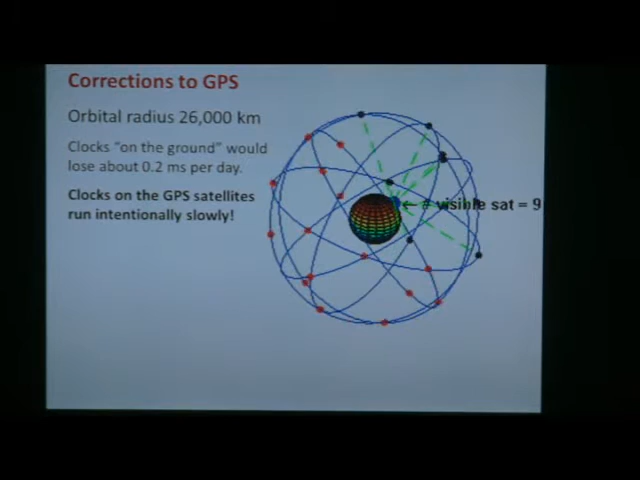 Corrections to GPS
Orbital radius 26,000 km
Clocks "on the ground" would
lose about 0.2 ms per day.
Clocks on the GPS satellites
run intentionally slowly!
← # visible sat = 9